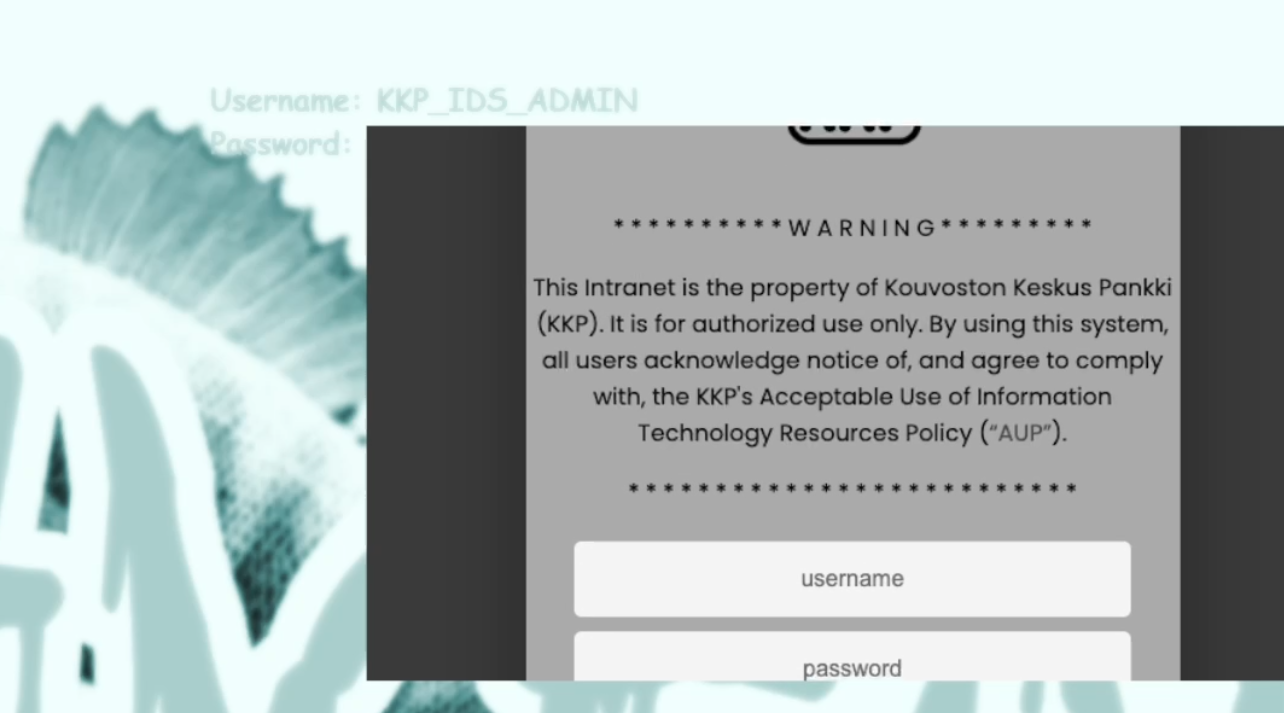 Username: KKP_IDS_ADMIN
Password:
**********WARNING*********
This Intranet is the property of Kouvoston Keskus Pankki
(KKP). It is for authorized use only. By using this system,
all users acknowledge notice of, and agree to comply
with, the KKP's Acceptable Use of Information
Technology Resources Policy (“AUP”).
**************************
username
password